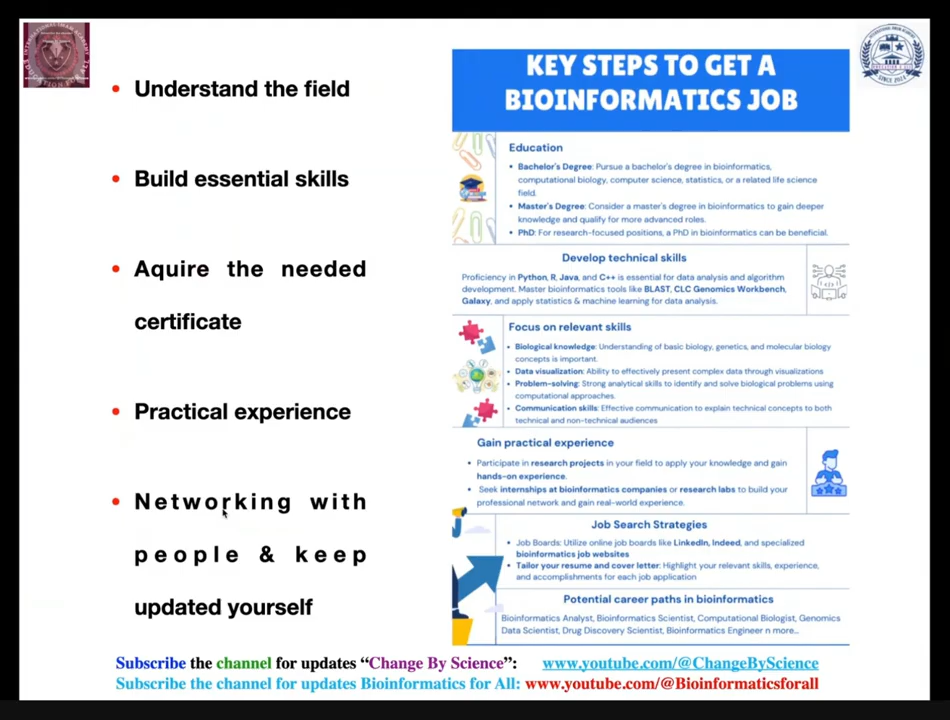 Understand the field
Build essential skills
Aquire the needed
certificate
Practical experience
Networking with
people & keep
updated yourself
KEY STEPS TO GET A
BIOINFORMATICS JOB
Education
Bachelor's Degree: Pursue a bachelor's degree in bioinformatics,
computational biology, computer science, statistics, or a related life science
field.
Master's Degree: Consider a master's degree in bioinformatics to gain deeper
knowledge and qualify for more advanced roles.
PhD: For research-focused positions, a PhD in bioinformatics can be beneficial.
Develop technical skills
Proficiency in Python, R, Java, and C++ is essential for data analysis and algorithm
development. Master bioinformatics tools like BLAST, CLC Genomics Workbench,
Galaxy, and apply statistics & machine learning for data analysis.
Focus on relevant skills
Biological knowledge: Understanding of basic biology, genetics, and molecular biology
concepts is important.
Data visualization: Ability to effectively present complex data through visualizations
Problem-solving: Strong analytical skills to identify and solve biological problems using
computational approaches.
Communication skills: Effective communication to explain technical concepts to both
technical and non-technical audiences
Gain practical experience
Participate in research projects in your field to apply your knowledge and gain
hands-on experience.
Seek internships at bioinformatics companies or research labs to build your
professional network and gain real-world experience.
Job Search Strategies
Job Boards: Utilize online job boards like LinkedIn, Indeed, and specialized
bioinformatics job websites
Tailor your resume and cover letter: Highlight your relevant skills, experience,
and accomplishments for each job application
Potential career paths in bioinformatics
Bioinformatics Analyst, Bioinformatics Scientist, Computational Biologist, Genomics
Data Scientist, Drug Discovery Scientist, Bioinformatics Engineer n more...
Subscribe the channel for updates “Change By Science”: www.youtube.com/@ChangeByScience
Subscribe the channel for updates Bioinformatics for All: www.youtube.com/@Bioinformaticsforall